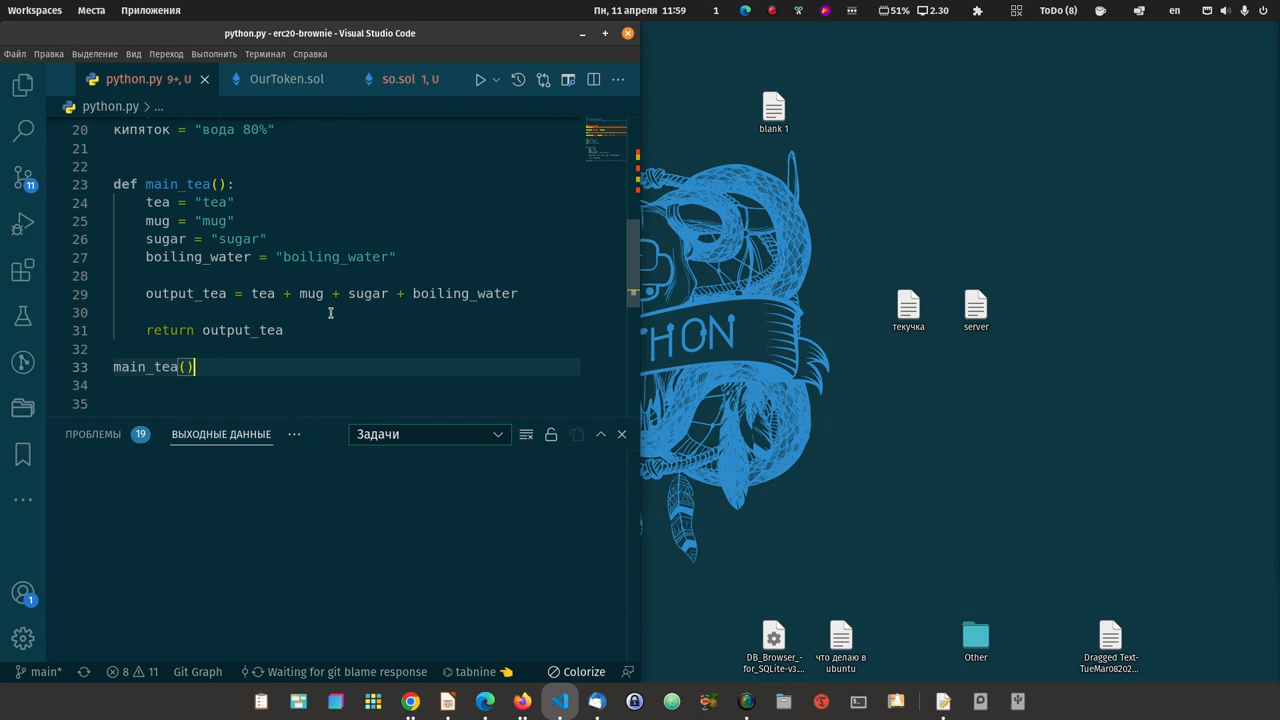 Workspaces Места Приложения Пн, 11 апреля 11:59 1 51% 2.30 ToDo (8) en
python.py - erc20-brownie - Visual Studio Code
Файл Правка Выделение Вид Переход Выполнить Терминал Справка
python.py 9+, U OurToken.sol so.sol 1, U
python.py > ...
20 кипяток = "вода 80%"
21
22
23 def main_tea():
24 tea = "tea"
25 mug = "mug"
26 sugar = "sugar"
27 boiling_water = "boiling_water"
28
29 output_tea = tea + mug + sugar + boiling_water
30
31 return output_tea
32
33 main_tea()
34
35
11
ПРОБЛЕМЫ 19 ВЫХОДНЫЕ ДАННЫЕ ... Задачи
1
main* 8 11 Git Graph Waiting for git blame response tabnine Colorize
blank 1
HON
текучка
server
DB_Browser_-
for_SQLite-v3....
что делаю в
ubuntu
Other
Dragged Text-
TueMar08202...